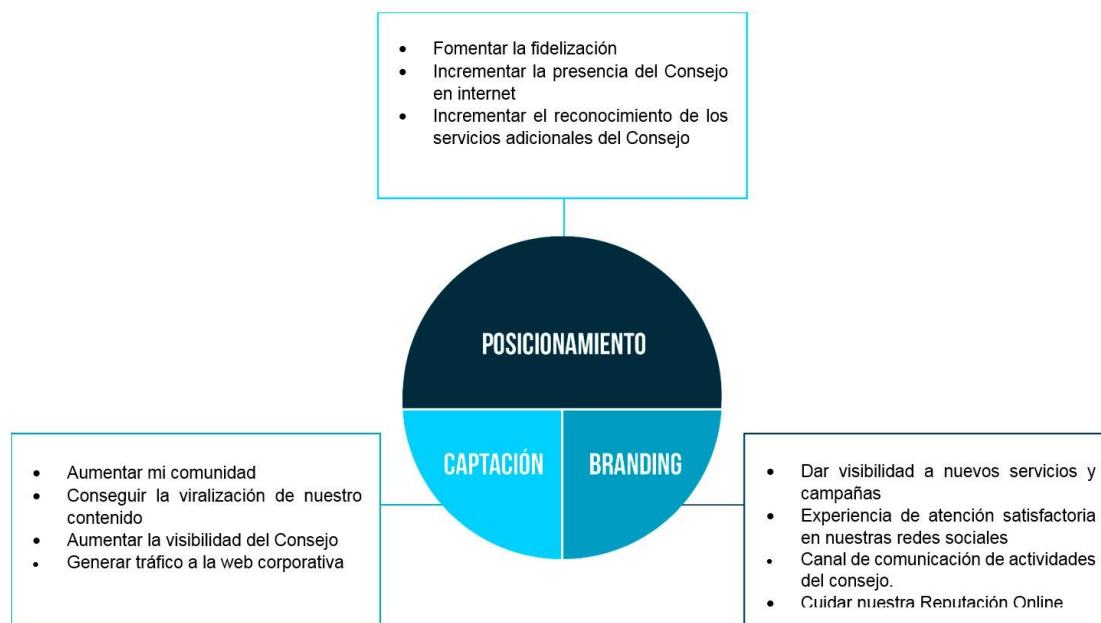 • Fomentar la fidelización
• Incrementar la presencia del Consejo
en internet
• Incrementar el reconocimiento de los
servicios adicionales del Consejo
POSICIONAMIENTO
CAPTACIÓN
BRANDING
• Aumentar mi comunidad
• Conseguir la viralización de nuestro
contenido
• Aumentar la visibilidad del Consejo
• Generar tráfico a la web corporativa
• Dar visibilidad a nuevos servicios y
campañas
• Experiencia de atención satisfactoria
en nuestras redes sociales
• Canal de comunicación de actividades
del consejo.
• Cuidar nuestra Reputación Online